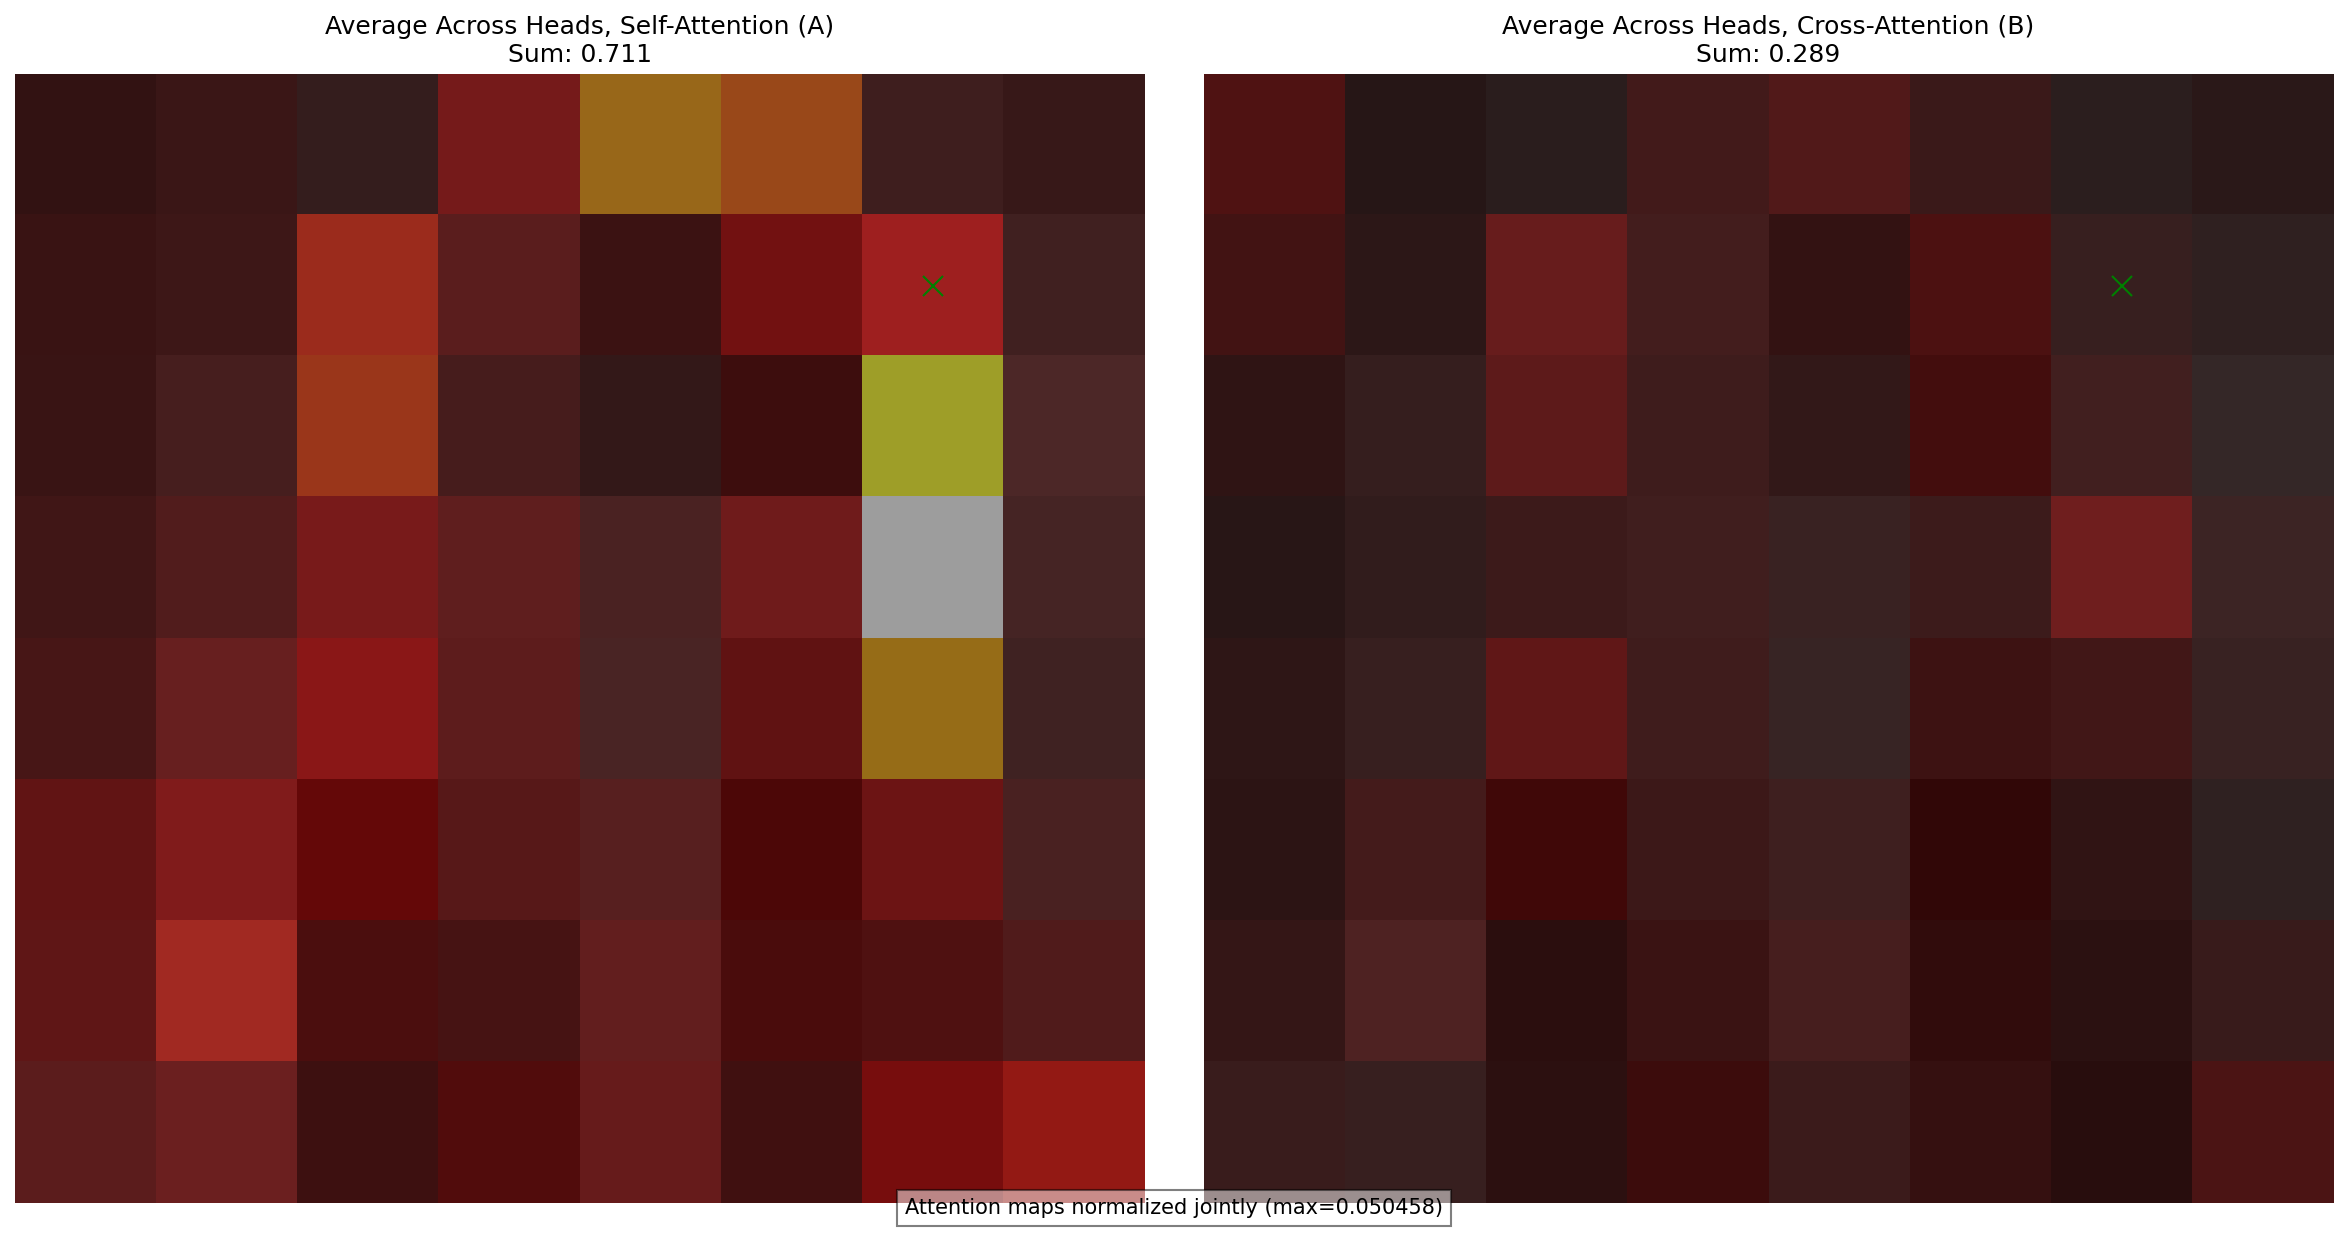 Average Across Heads, Self-Attention (A)
Sum: 0.711
Average Across Heads, Cross-Attention (B)
Sum: 0.289
Attention maps normalized jointly (max=0.050458)